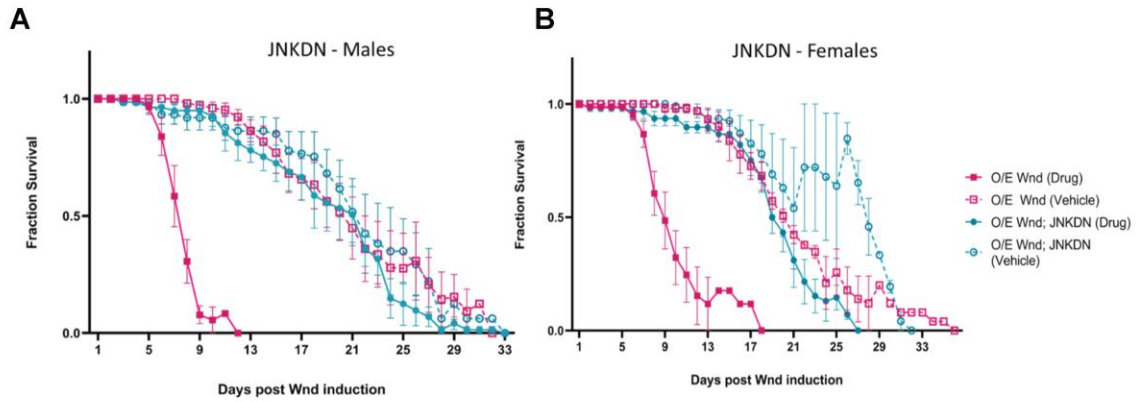 A
JNKDN - Males
Fraction Survival
1.0
0.5
0.0
1 5 9 13 17 21 25 29 33
Days post Wnd induction
B
JNKDN - Females
Fraction Survival
1.0
0.5
0.0
1 5 9 13 17 21 25 29 33
Days post Wnd induction
O/E Wnd (Drug)
O/E Wnd (Vehicle)
O/E Wnd; JNKDN (Drug)
O/E Wnd; JNKDN
(Vehicle)